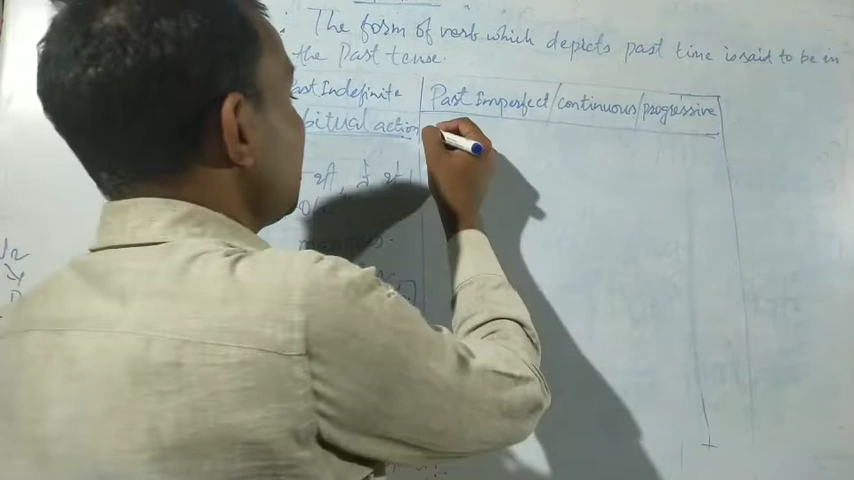 The form of verb which depicts past time is said to be in
the Past tense.
Past Indefinite | Past Imperfect/continuous/progressive
bitual action